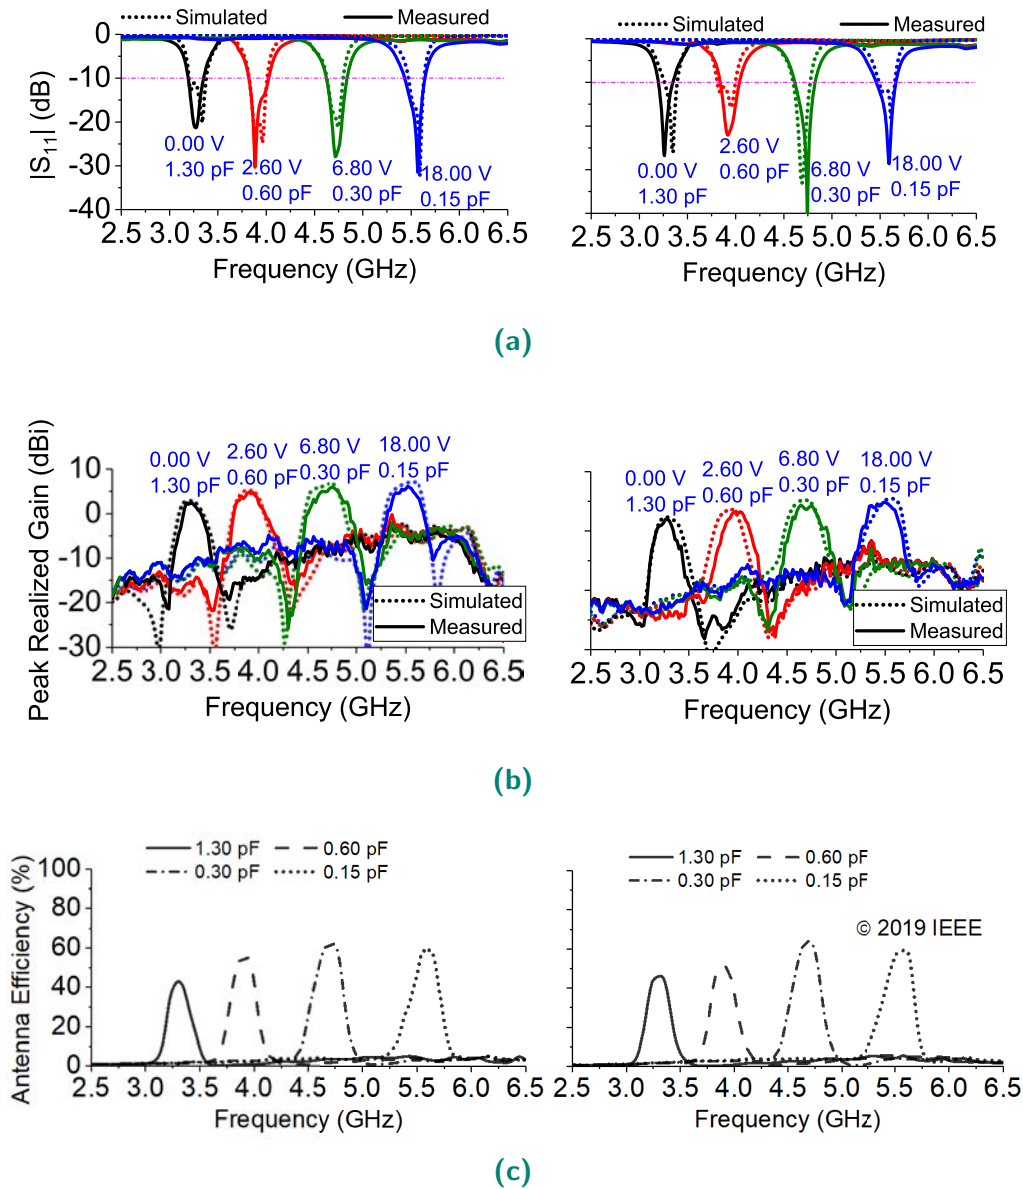 Simulated Measured
0
-10
-20
-30
-40
|S11| (dB)
0.00 V
1.30 pF
2.60 V
0.60 pF
6.80 V
0.30 pF
18.00 V
0.15 pF
2.5 3.0 3.5 4.0 4.5 5.0 5.5 6.0 6.5
Frequency (GHz)
Simulated Measured
0.00 V
1.30 pF
2.60 V
0.60 pF
6.80 V
0.30 pF
18.00 V
0.15 pF
2.5 3.0 3.5 4.0 4.5 5.0 5.5 6.0 6.5
Frequency (GHz)
(a)
Peak Realized Gain (dBi)
10
0
-10
-20
-30
0.00 V
1.30 pF
2.60 V
0.60 pF
6.80 V
0.30 pF
18.00 V
0.15 pF
Simulated
Measured
2.5 3.0 3.5 4.0 4.5 5.0 5.5 6.0 6.5
Frequency (GHz)
0.00 V
1.30 pF
2.60 V
0.60 pF
6.80 V
0.30 pF
18.00 V
0.15 pF
Simulated
Measured
2.5 3.0 3.5 4.0 4.5 5.0 5.5 6.0 6.5
Frequency (GHz)
(b)
1.30 pF 0.60 pF
0.30 pF 0.15 pF
Antenna Efficiency (%)
100
80
60
40
20
0
2.5 3.0 3.5 4.0 4.5 5.0 5.5 6.0 6.5
Frequency (GHz)
1.30 pF 0.60 pF
0.30 pF 0.15 pF
© 2019 IEEE
2.5 3.0 3.5 4.0 4.5 5.0 5.5 6.0 6.5
Frequency (GHz)
(c)